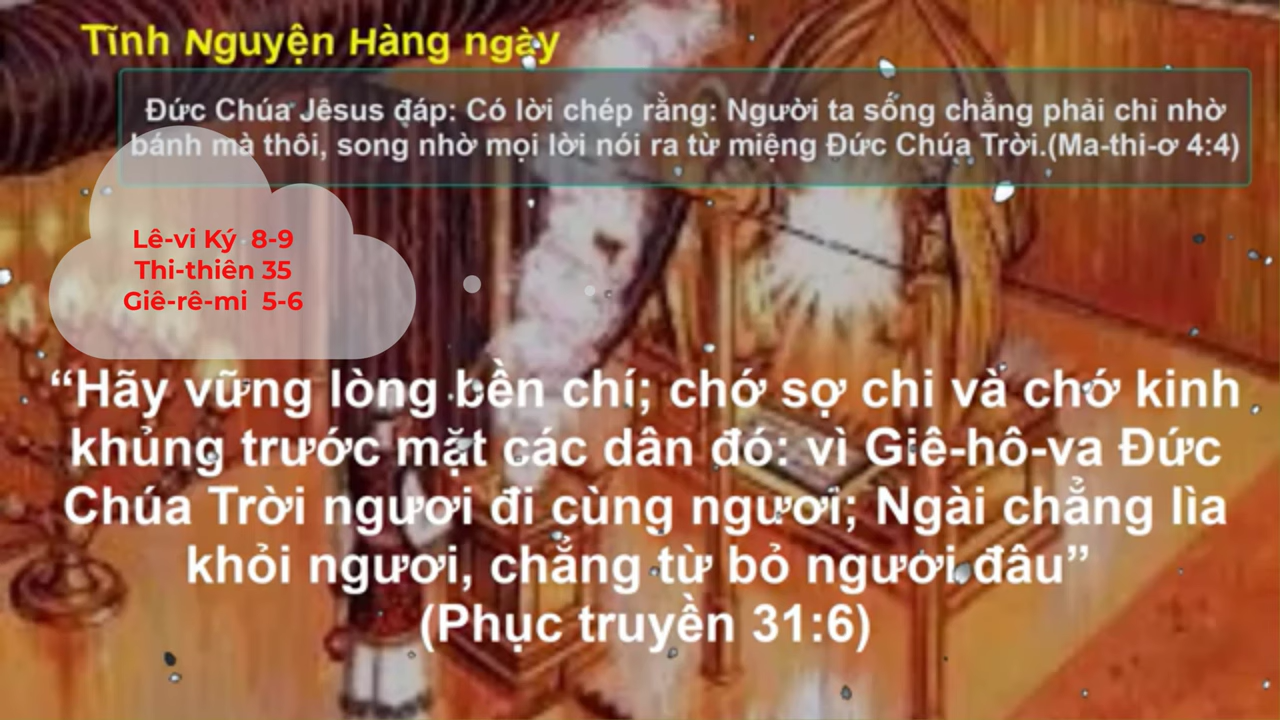 Tĩnh Nguyện Hàng ngày
Đức Chúa Jêsus đáp: Có lời chép rằng: Người ta sống chẳng phải chỉ nhờ
bánh mà thôi, song nhờ mọi lời nói ra từ miệng Đức Chúa Trời.(Ma-thi-ơ 4:4)
Lê-vi Ký 8-9
Thi-thiên 35
Giê-rê-mi 5-6
“Hãy vững lòng bền chí; chớ sợ chi và chớ kinh
khủng trước mặt các dân đó: vì Giê-hô-va Đức
Chúa Trời ngươi đi cùng ngươi; Ngài chẳng lìa
khỏi ngươi, chẳng từ bỏ ngươi đâu”
(Phục truyền 31:6)